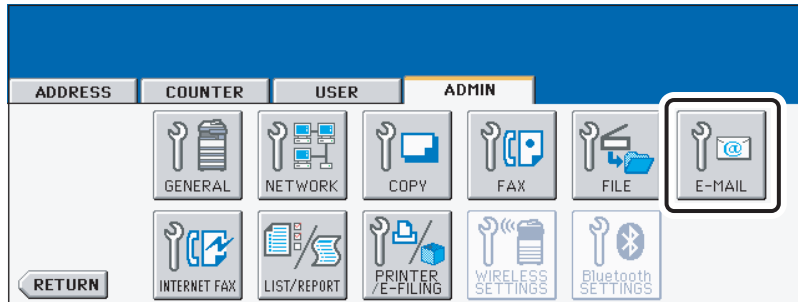 ADDRESS COUNTER USER ADMIN
GENERAL NETWORK COPY FAX FILE @ E-MAIL
INTERNET FAX LIST/REPORT PRINTER /E-FILING WIRELESS SETTINGS Bluetooth SETTINGS
RETURN